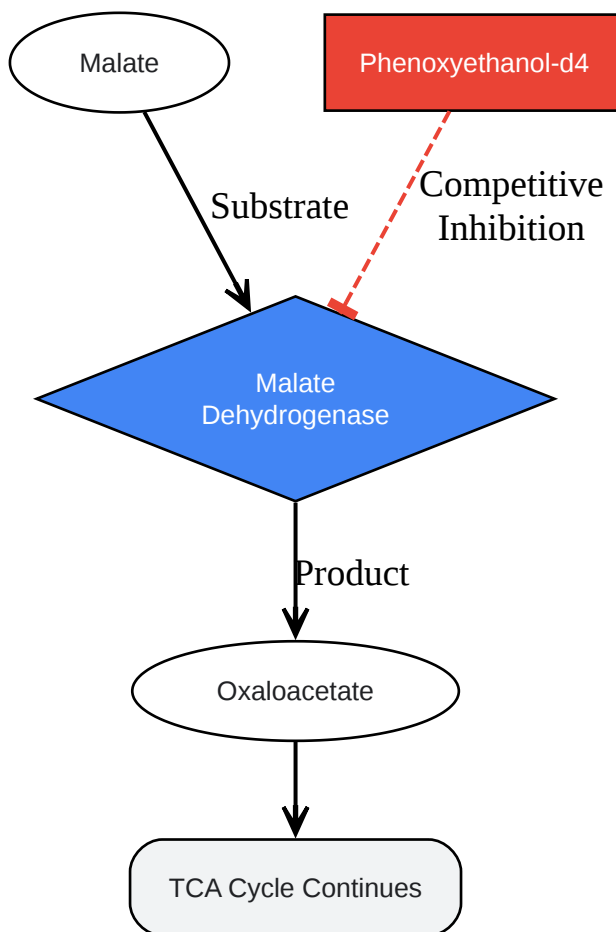 Malate
Phenoxyethanol-d4
Substrate
Competitive
Inhibition
Malate
Dehydrogenase
Product
Oxaloacetate
TCA Cycle Continues